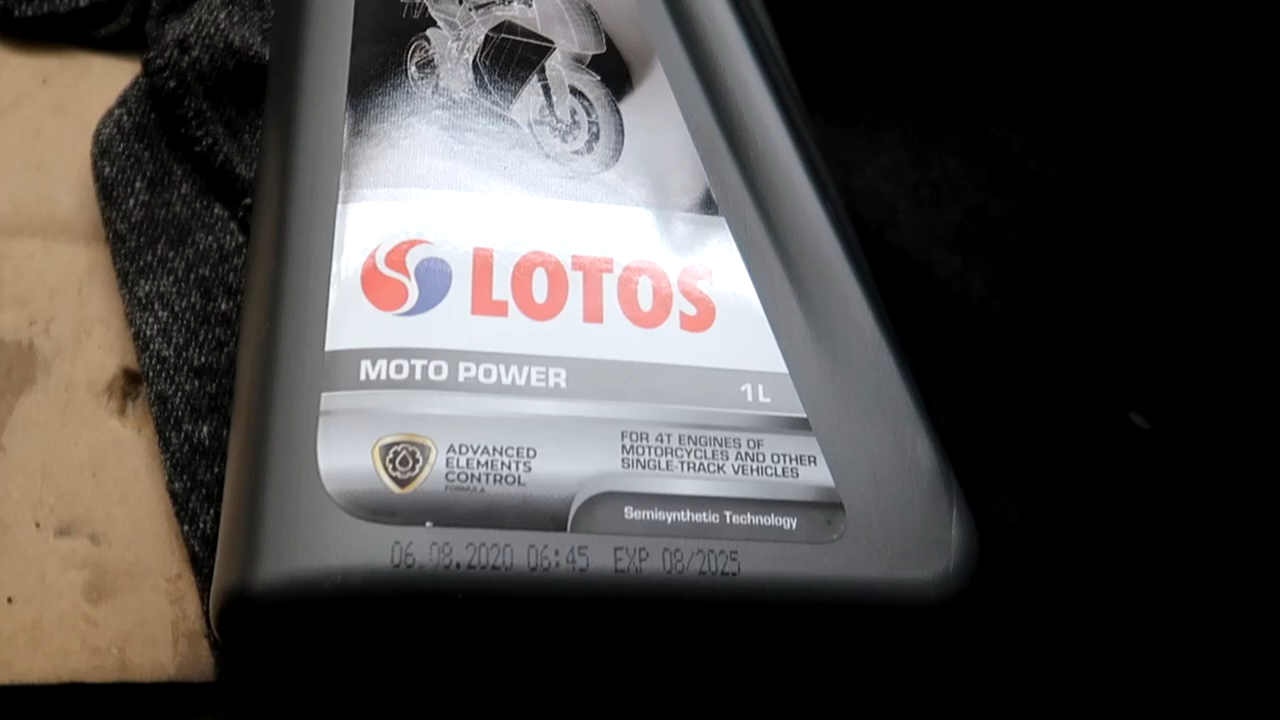 LOTOS
MOTO POWER
1L
ADVANCED
ELEMENTS
CONTROL
FORMULA
FOR 4T ENGINES OF
MOTORCYCLES AND OTHER
SINGLE-TRACK VEHICLES
Semisynthetic Technology
06.08.2020 06:45 EXP 08/2025